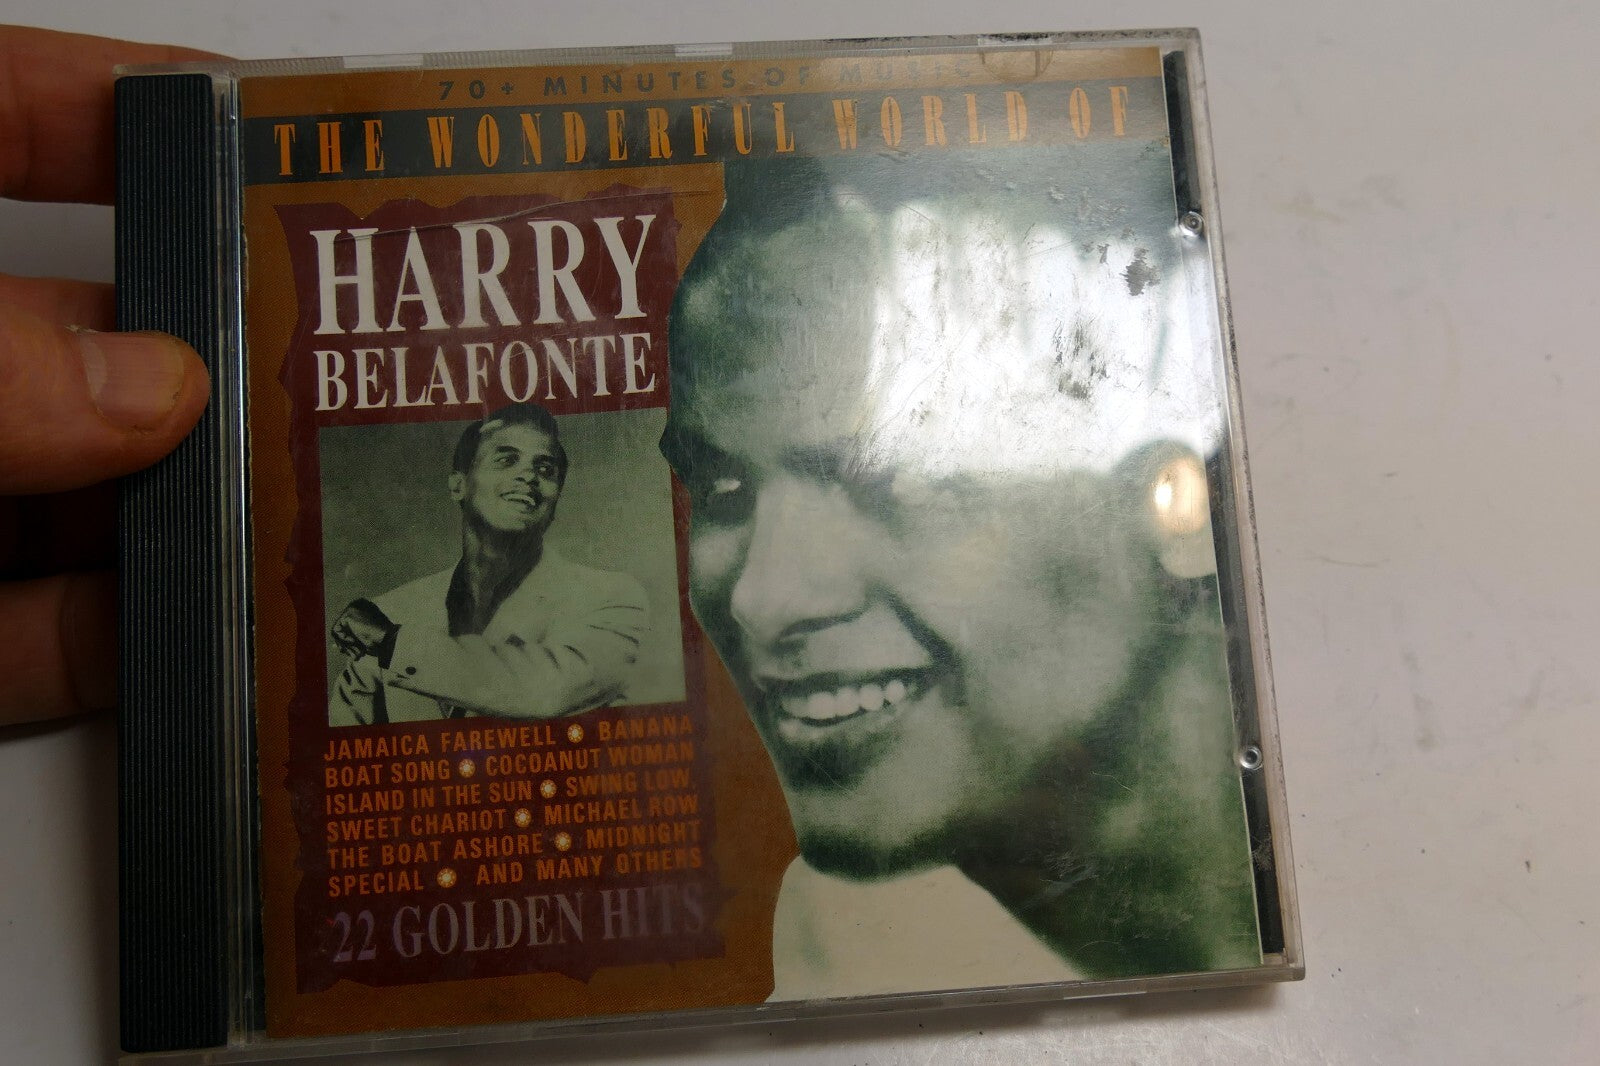 70+ MINUTES OF MUSIC
THE WONDERFUL WORLD OF
HARRY
BELAFONTE
JAMAICA FAREWELL BANANA
BOAT SONG COCOANUT WOMAN
ISLAND IN THE SUN SWING LOW,
SWEET CHARIOT MICHAEL ROW
THE BOAT ASHORE MIDNIGHT
SPECIAL AND MANY OTHERS
22 GOLDEN HITS